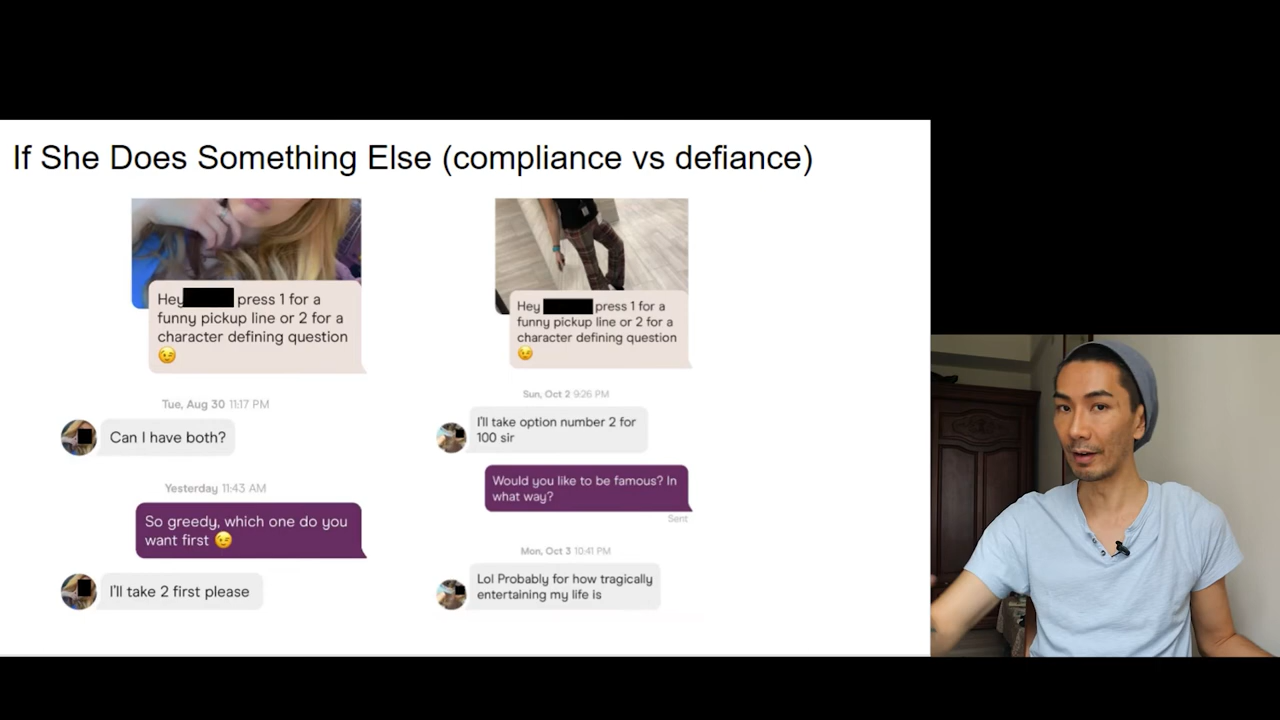 If She Does Something Else (compliance vs defiance)
Hey press 1 for a
funny pickup line or 2 for a
character defining question
😉
Tue, Aug 30 11:17 PM
Can I have both?
Yesterday 11:43 AM
So greedy, which one do you
want first 😉
I'll take 2 first please
Hey press 1 for a
funny pickup line or 2 for a
character defining question
😉
Sun, Oct 2 9:26 PM
I'll take option number 2 for
100 sir
Would you like to be famous? In
what way?
Sent
Mon, Oct 3 10:41 PM
Lol Probably for how tragically
entertaining my life is